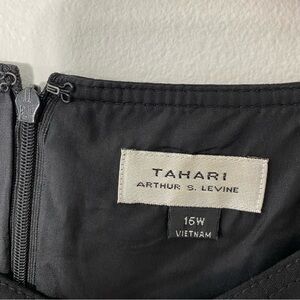 TAHARI
ARTHUR S. LEVINE
16W
VIETNAM